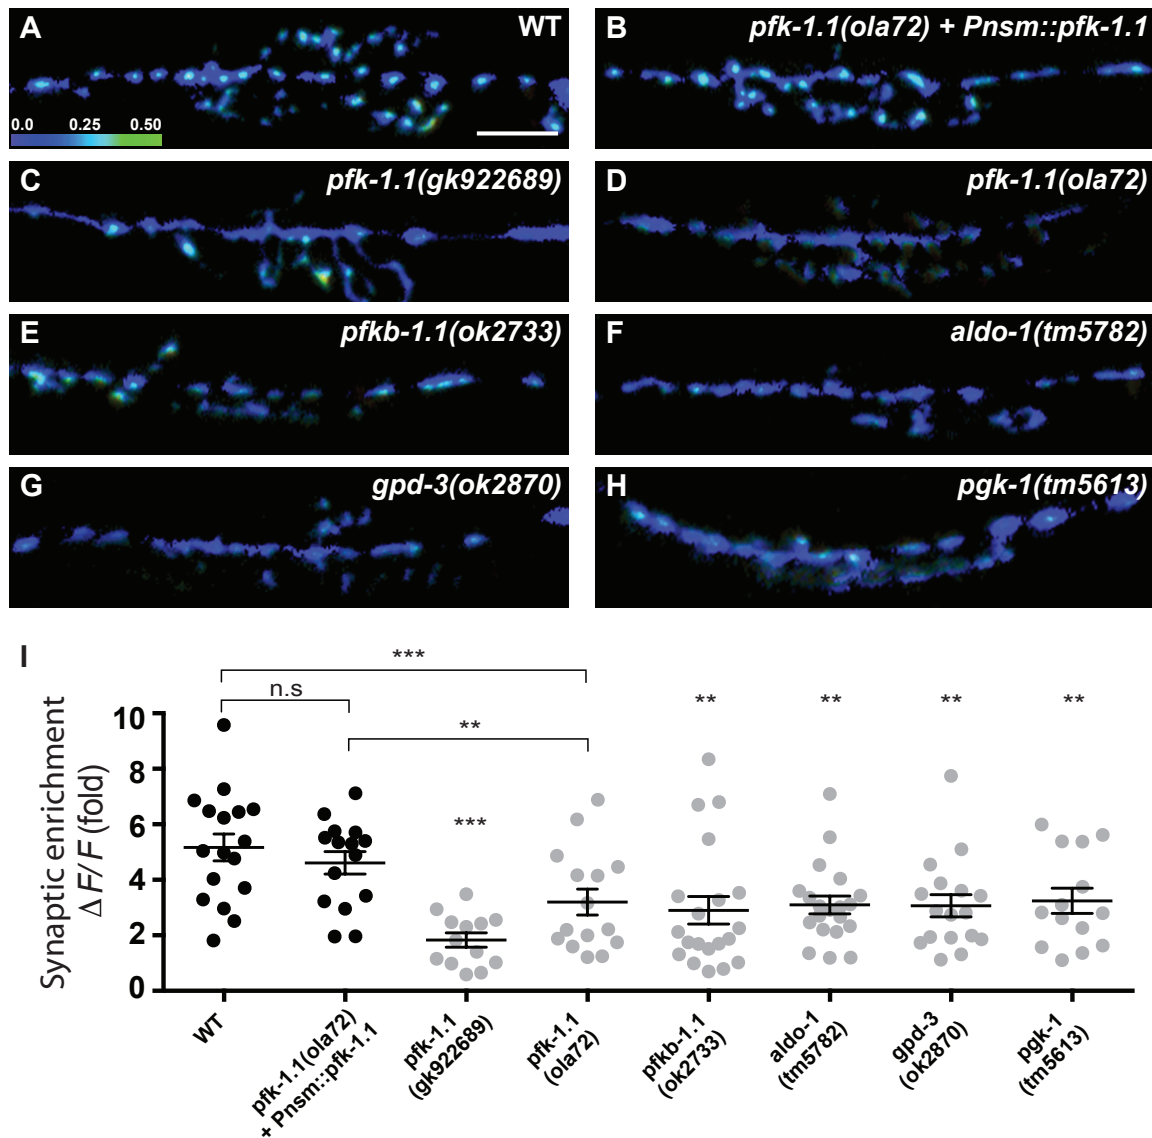 A
WT
0.0 0.25 0.50
B
pfk-1.1(ola72) + Pnsm::pfk-1.1
C
pfk-1.1(gk922689)
D
pfk-1.1(ola72)
E
pfkb-1.1(ok2733)
F
aldo-1(tm5782)
G
gpd-3(ok2870)
H
pgk-1(tm5613)
I
***
n.s
**
***
**
**
**
**
Synaptic enrichment
Δ F/F (fold)
10
8
6
4
2
0
WT
pfk-1.1(ola72)
+ Pnsm::pfk-1.1
pfk-1.1
(gk922689)
pfk-1.1
(ola72)
pfkb-1.1
(ok2733)
aldo-1
(tm5782)
gpd-3
(ok2870)
pgk-1
(tm5613)